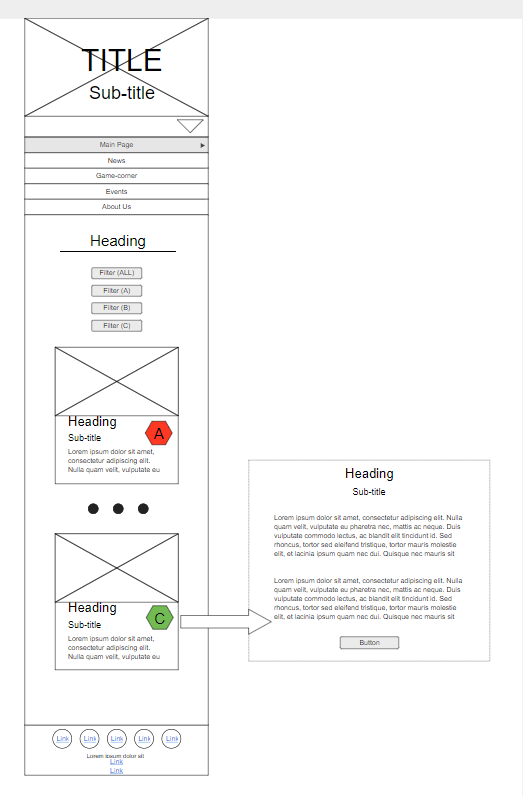 TITLE
Sub-title
Main Page
News
Game-corner
Events
About Us
Heading
Filter (ALL)
Filter (A)
Filter (B)
Filter (C)
Heading
A
Sub-title
Lorem ipsum dolor sit amet,
consectetur adipiscing elit.
Nulla quam velit, vulputate eu
Heading
C
Sub-title
Lorem ipsum dolor sit amet,
consectetur adipiscing elit.
Nulla quam velit, vulputate eu
Heading
Sub-title
Lorem ipsum dolor sit amet, consectetur adipiscing elit. Nulla
quam velit, vulputate eu pharetra nec, mattis ac neque. Duis
vulputate commodo lectus, ac blandit elit tincidunt id. Sed
rhoncus, tortor sed eleifend tristique, tortor mauris molestie
elit, et lacinia ipsum quam nec dui. Quisque nec mauris sit
Lorem ipsum dolor sit amet, consectetur adipiscing elit. Nulla
quam velit, vulputate eu pharetra nec, mattis ac neque. Duis
vulputate commodo lectus, ac blandit elit tincidunt id. Sed
rhoncus, tortor sed eleifend tristique, tortor mauris molestie
elit, et lacinia ipsum quam nec dui. Quisque nec mauris sit
Button
Link Link Link Link Link
Lorem ipsum dolor sit
Link
Link